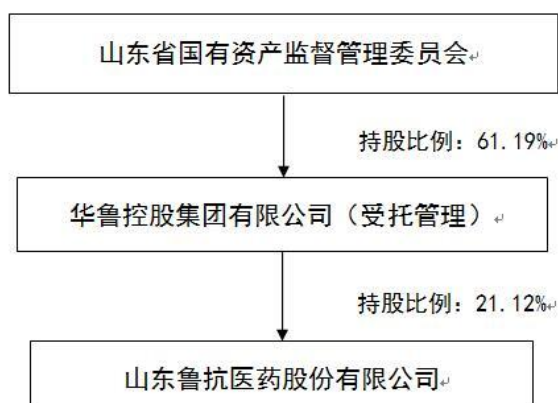 山东省国有资产监督管理委员会
持股比例：61.19%
华鲁控股集团有限公司（受托管理）
持股比例：21.12%
山东鲁抗医药股份有限公司